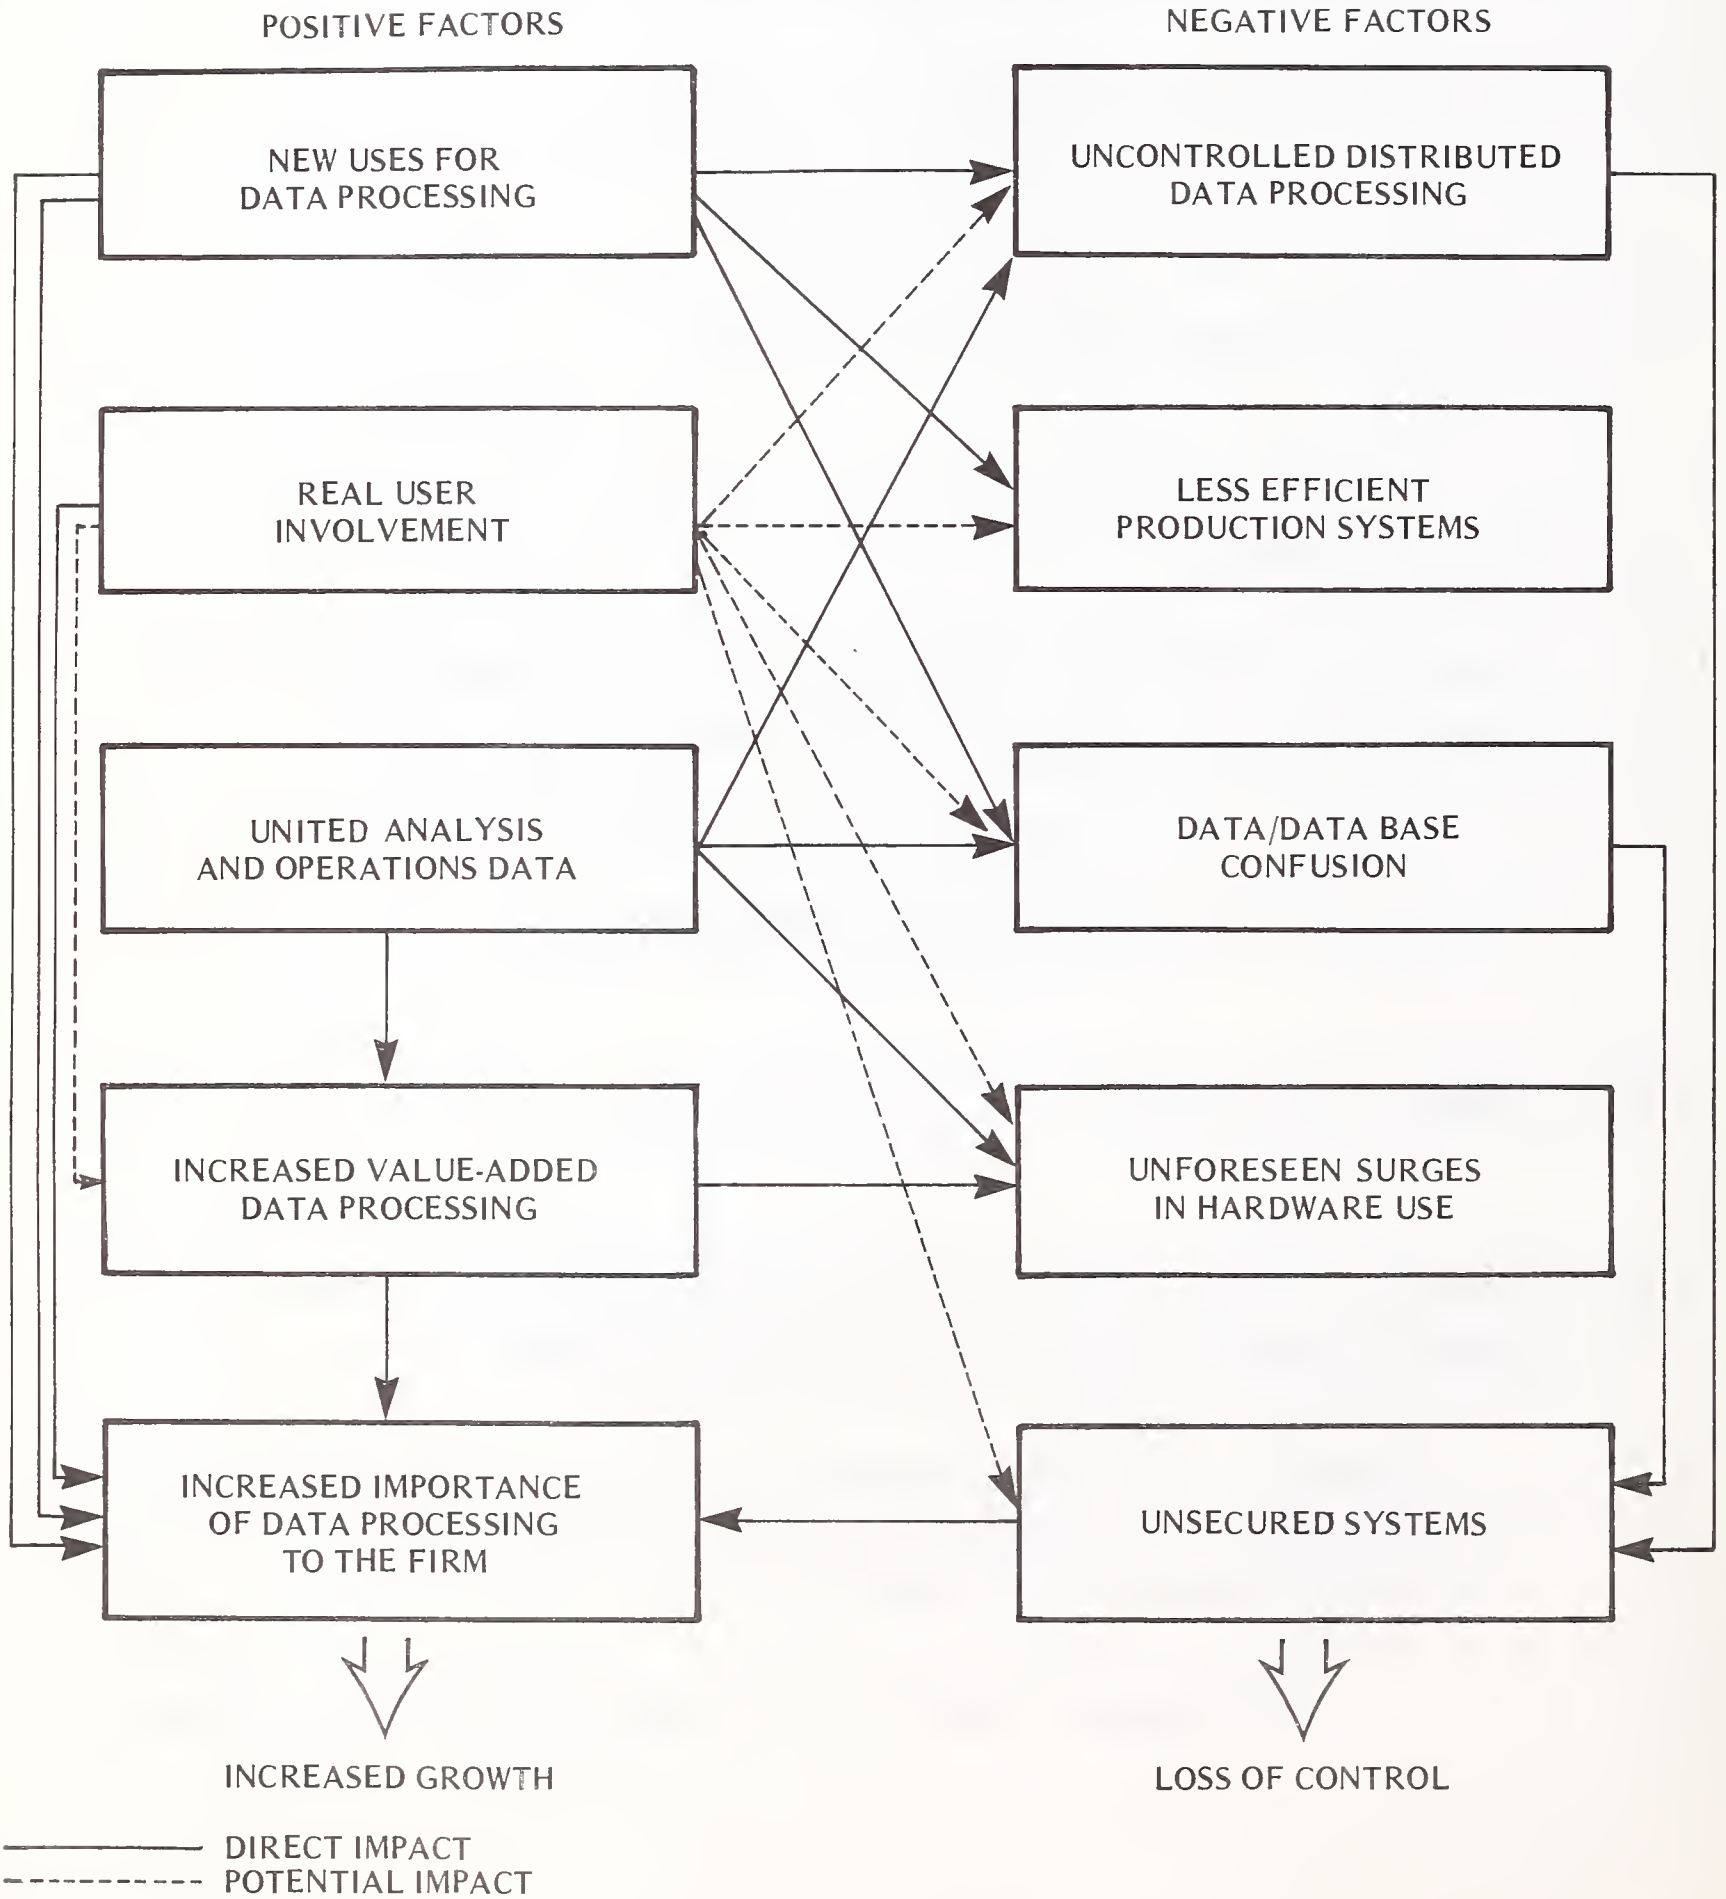 POSITIVE FACTORS
NEGATIVE FACTORS
NEW USES FOR
DATA PROCESSING
UNCONTROLLED DISTRIBUTED
DATA PROCESSING
REAL USER
INVOLVEMENT
LESS EFFICIENT
PRODUCTION SYSTEMS
UNITED ANALYSIS
AND OPERATIONS DATA
DATA/DATA BASE
CONFUSION
INCREASED VALUE-ADDED
DATA PROCESSING
UNFORESEEN SURGES
IN HARDWARE USE
INCREASED IMPORTANCE
OF DATA PROCESSING
TO THE FIRM
UNSECURED SYSTEMS
INCREASED GROWTH
LOSS OF CONTROL
DIRECT IMPACT
POTENTIAL IMPACT